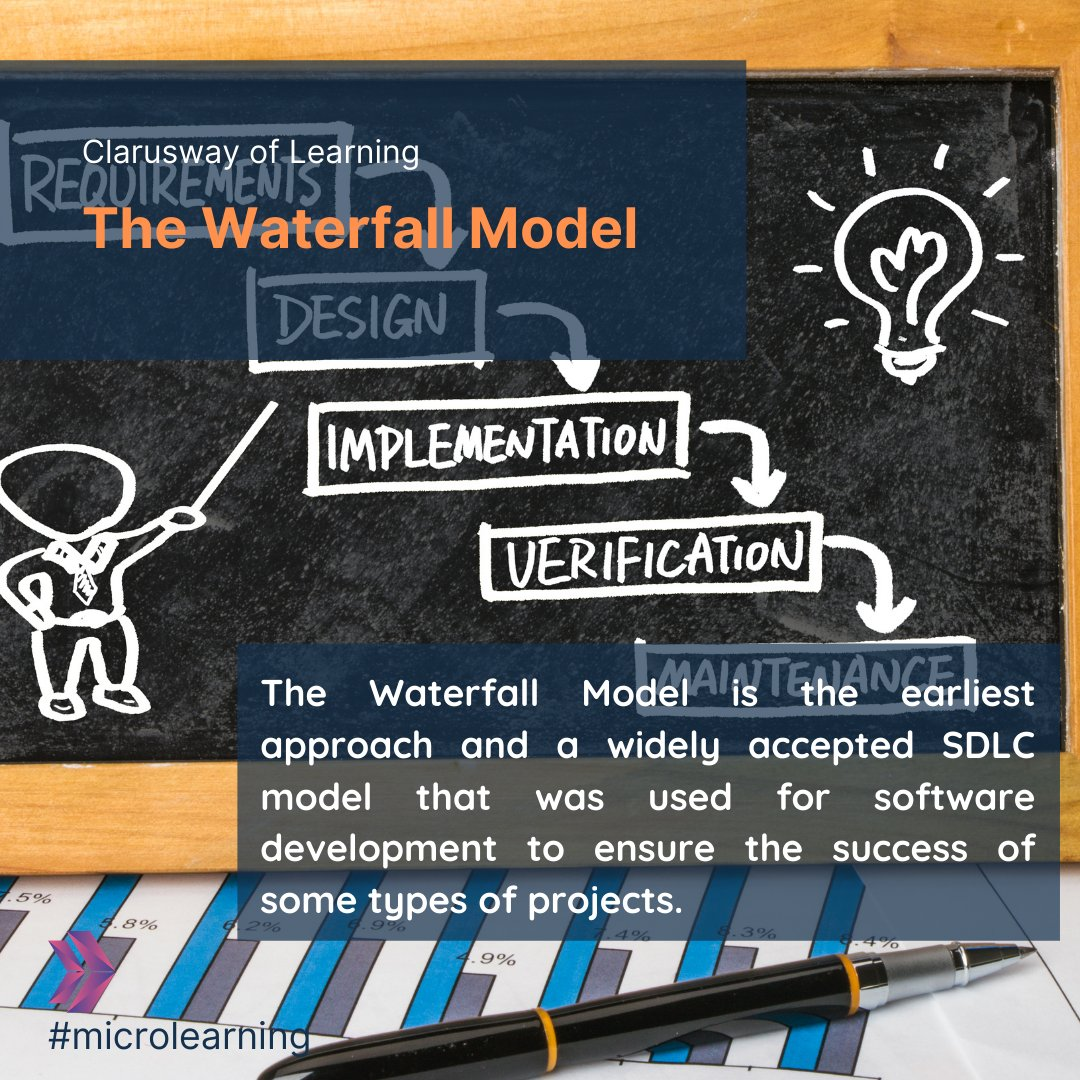 Clarusway of Learning
REQUIREMENTS
The Waterfall Model
DESIGN
IMPLEMENTATION
VERIFICATION
MAINTENANCE
The Waterfall Model is the earliest
approach and a widely accepted SDLC
model that was used for software
development to ensure the success of
some types of projects.
5.8%
6.2%
6.9%
4.9%
7.4%
8.3%
8.4%
#microlearning